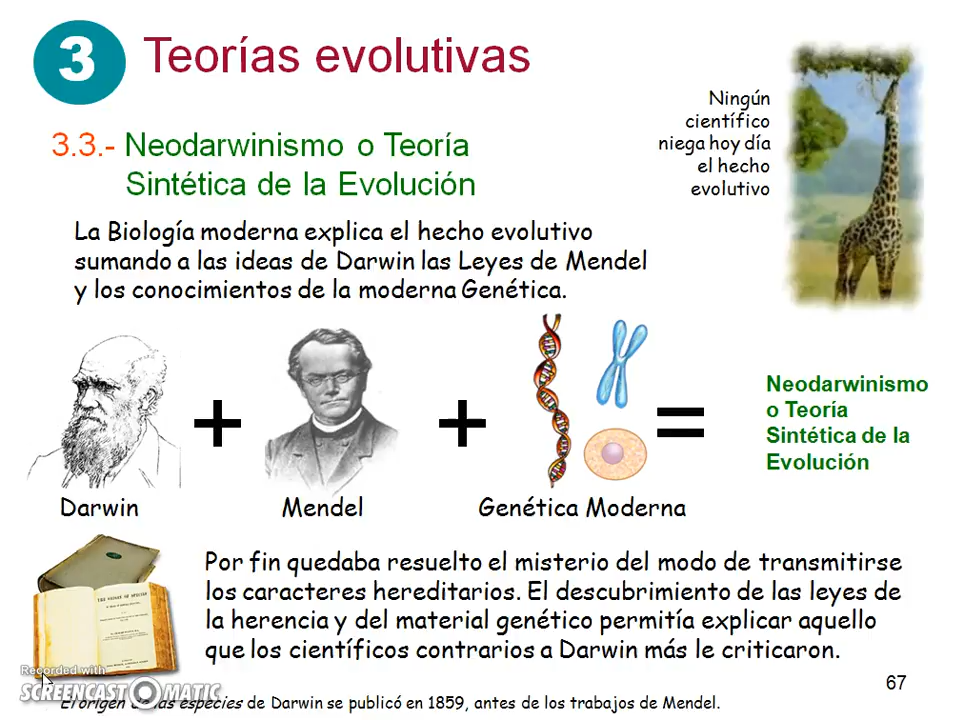 3 Teorías evolutivas
Ningún
científico
niega hoy día
el hecho
evolutivo
3.3.- Neodarwinismo o Teoría
Sintética de la Evolución
La Biología moderna explica el hecho evolutivo
sumando a las ideas de Darwin las Leyes de Mendel
y los conocimientos de la moderna Genética.
+ + =
Neodarwinismo
o Teoría
Sintética de la
Evolución
Darwin Mendel Genética Moderna
Por fin quedaba resuelto el misterio del modo de transmitirse
los caracteres hereditarios. El descubrimiento de las leyes de
la herencia y del material genético permitía explicar aquello
que los científicos contrarios a Darwin más le criticaron.
THE ORIGIN OF SPECIES
Recorded with
SCREENCAST-O-MATIC
67
El origen de las especies de Darwin se publicó en 1859, antes de los trabajos de Mendel.